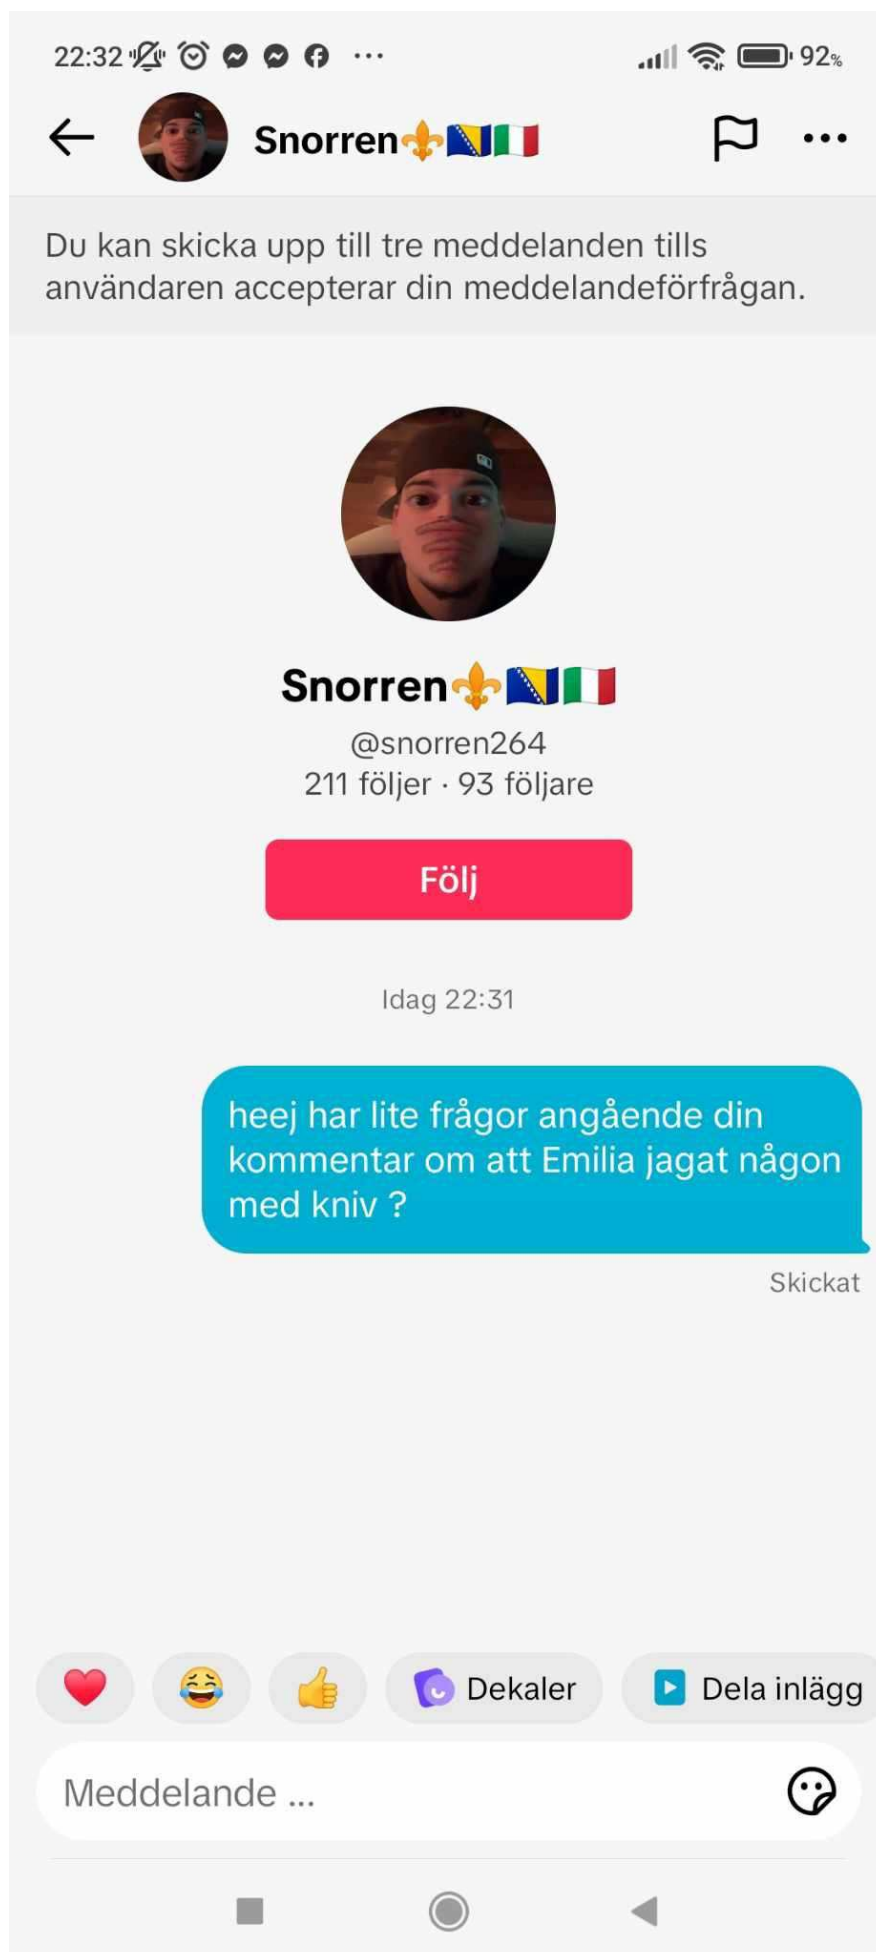 22:32 92%
Snorren⚜️🇧🇦🇮🇹
Du kan skicka upp till tre meddelanden tills
användaren accepterar din meddelandeförfrågan.
Snorren⚜️🇧🇦🇮🇹
@snorren264
211 följer · 93 följare
Följ
Idag 22:31
heej har lite frågor angående din
kommentar om att Emilia jagat någon
med kniv ?
Skickat
❤️ 😂 👍 Dekaler Dela inlägg
Meddelande ...